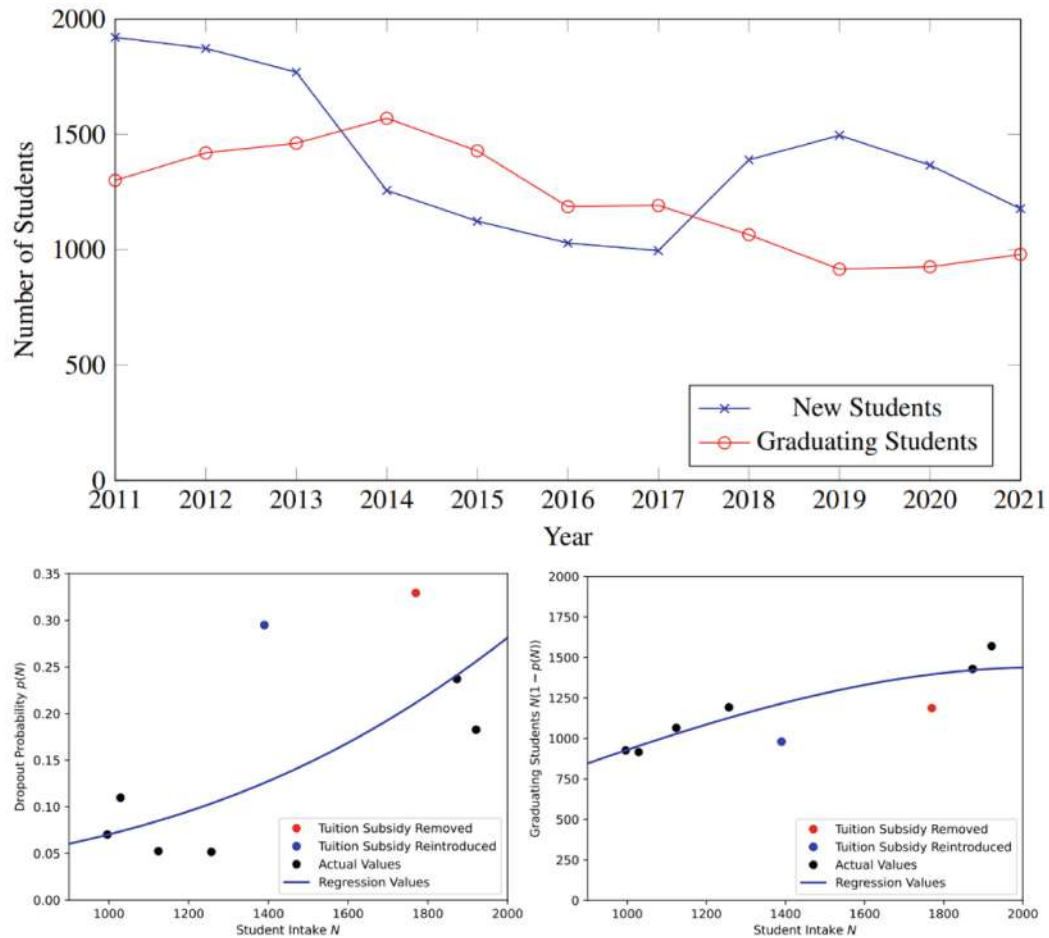 2000
1500
1000
500
0
Number of Students
New Students
Graduating Students
2011 2012 2013 2014 2015 2016 2017 2018 2019 2020 2021
Year
0.35
0.30
0.25
0.20
0.15
0.10
0.05
0.00
Dropout Probability p(N)
Tuition Subsidy Removed
Tuition Subsidy Reintroduced
Actual Values
Regression Values
1000 1200 1400 1600 1800 2000
Student Intake N
2000
1750
1500
1250
1000
750
500
250
0
Graduating Students N(1 − p(N))
Tuition Subsidy Removed
Tuition Subsidy Reintroduced
Actual Values
Regression Values
1000 1200 1400 1600 1800 2000
Student Intake N